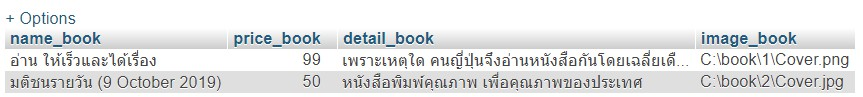 + Options
name_book price_book detail_book image_book
อ่าน ให้เร็วและได้เรื่อง 99 เพราะเหตุใด คนญี่ปุ่นจึงอ่านหนังสือกันโดยเฉลี่ยเดื... C:\book\1\Cover.png
มติชนรายวัน (9 October 2019) 50 หนังสือพิมพ์คุณภาพ เพื่อคุณภาพของประเทศ C:\book\2\Cover.jpg